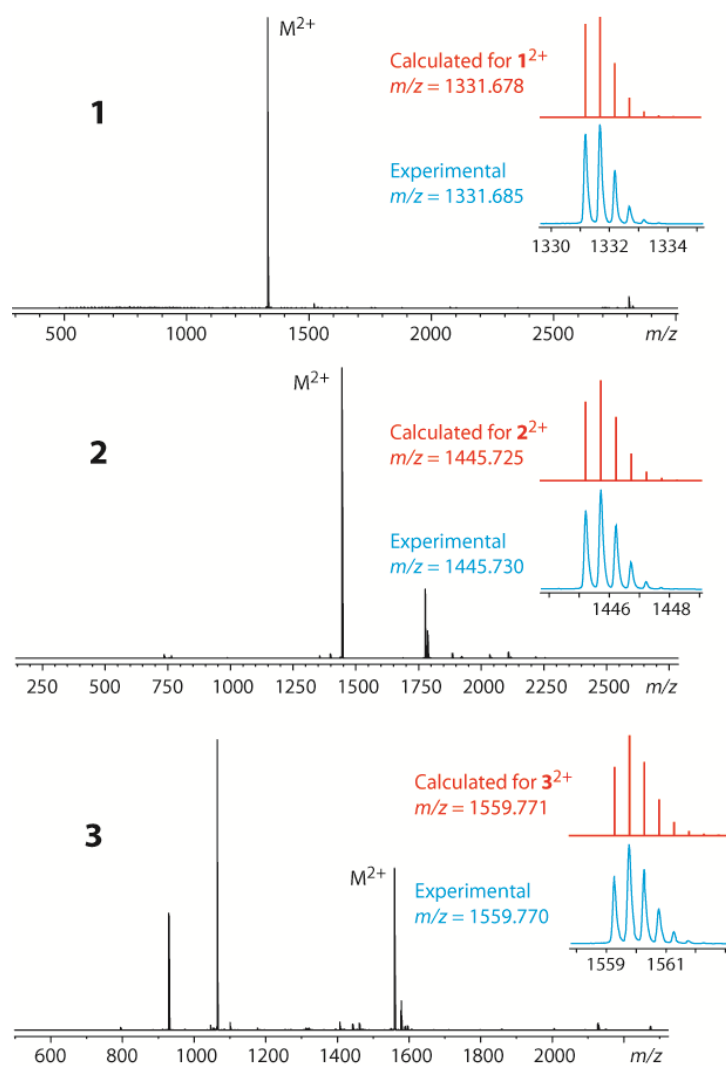 M²⁺
Calculated for 1²⁺
m/z = 1331.678
1
Experimental
m/z = 1331.685
1330 1332 1334
500 1000 1500 2000 2500 m/z
M²⁺
Calculated for 2²⁺
m/z = 1445.725
2
Experimental
m/z = 1445.730
1446 1448
250 500 750 1000 1250 1500 1750 2000 2250 2500 m/z
Calculated for 3²⁺
m/z = 1559.771
3
M²⁺
Experimental
m/z = 1559.770
1559 1561
600 800 1000 1200 1400 1600 1800 2000 m/z